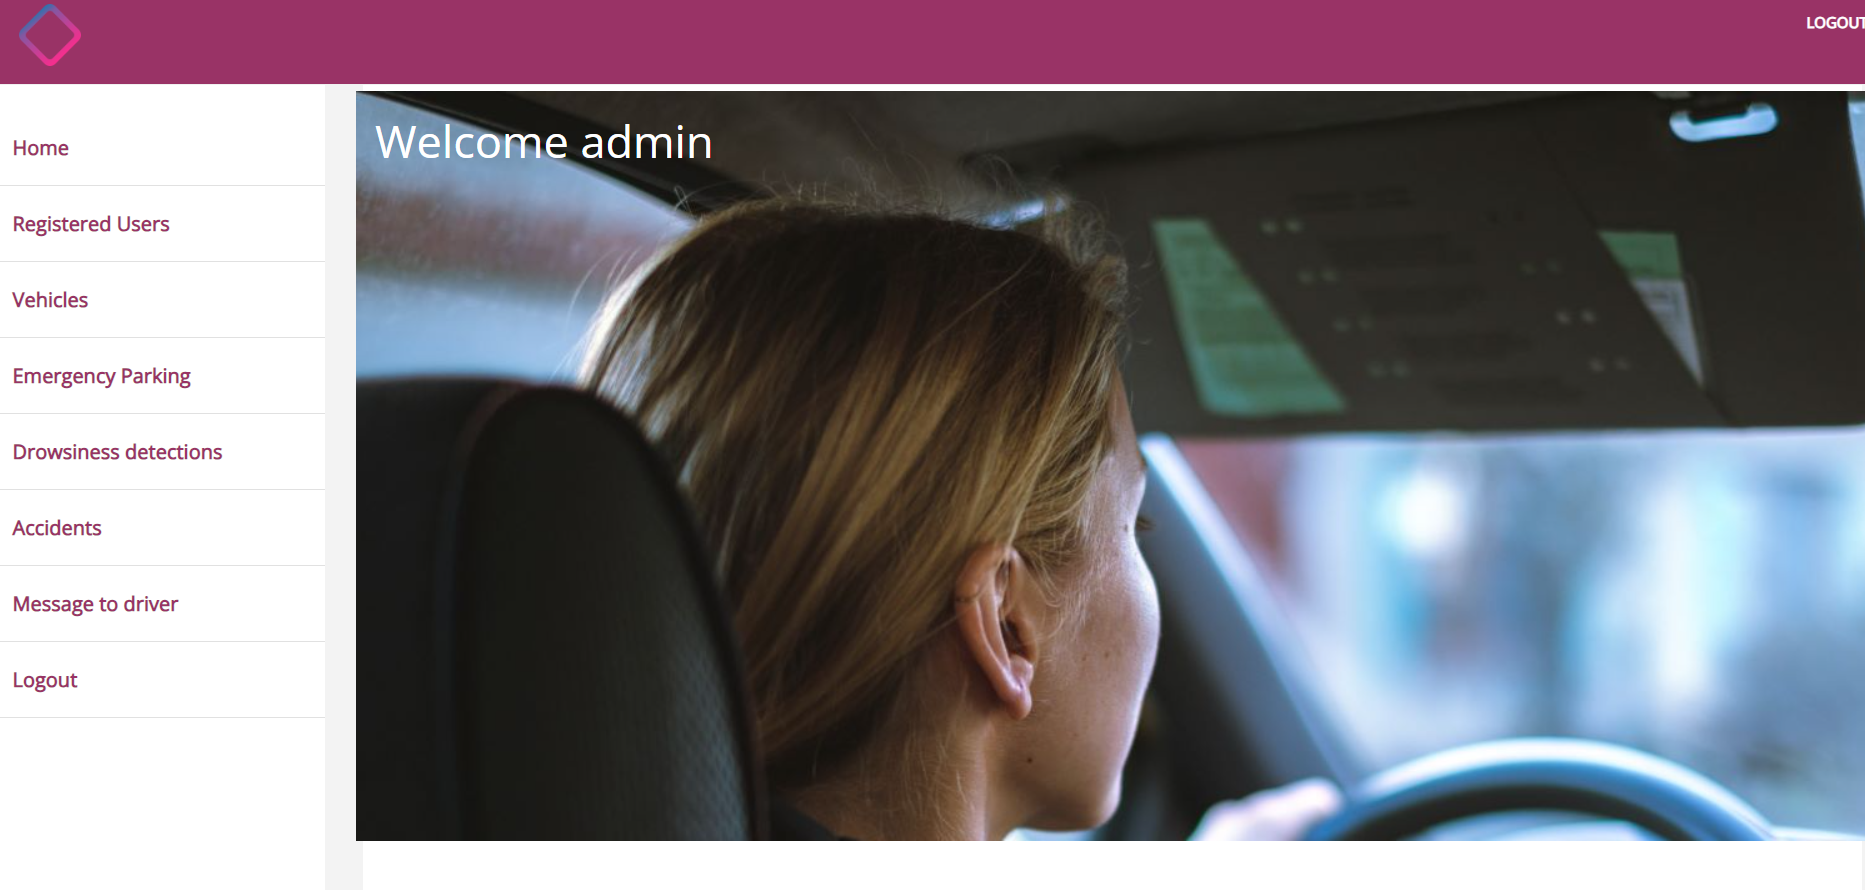 LOGOUT
Home
Registered Users
Vehicles
Emergency Parking
Drowsiness detections
Accidents
Message to driver
Logout
Welcome admin